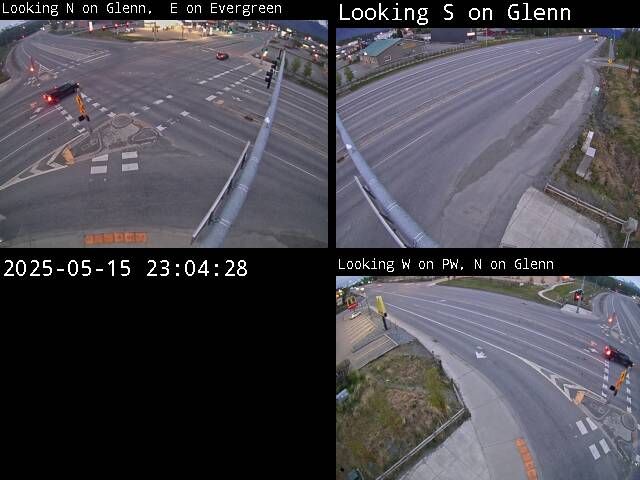 Looking N on Glenn,  E on Evergreen
Looking S on Glenn
2025-05-15 23:04:28
Looking W on PW, N on Glenn